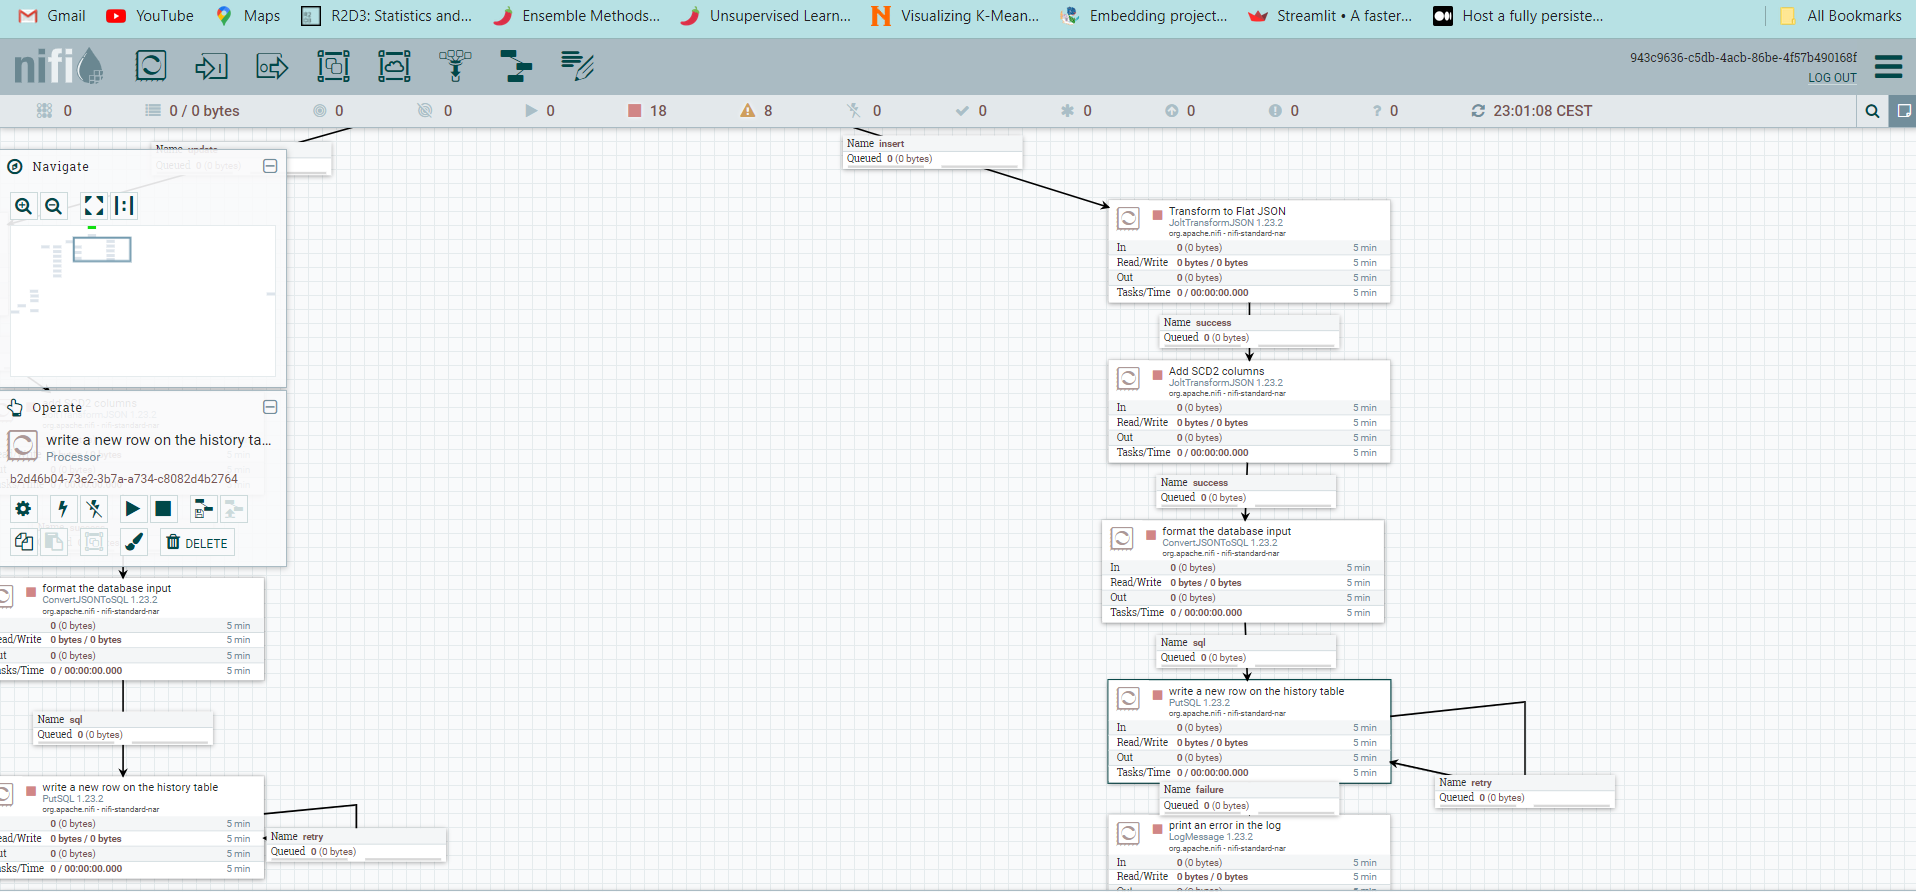 Gmail YouTube Maps R2D3: Statistics and... Ensemble Methods... Unsupervised Learn... Visualizing K-Mean... Embedding project... Streamlit • A faster... Host a fully persiste... All Bookmarks
nifi
943c9636-c5db-4acb-86be-4f57b490168f
LOG OUT
0 0 / 0 bytes 0 0 0 18 8 0 0 0 0 0 ? 0 23:01:08 CEST
Name update
Queued 0 (0 bytes)
Name insert
Queued 0 (0 bytes)
Navigate
Operate
write a new row on the history ta...
Processor
b2d46b04-73e2-3b7a-a734-c8082d4b2764
DELETE
Transform to Flat JSON
JoltTransformJSON 1.23.2
org.apache.nifi - nifi-standard-nar
In 0 (0 bytes) 5 min
Read/Write 0 bytes / 0 bytes 5 min
Out 0 (0 bytes) 5 min
Tasks/Time 0 / 00:00:00.000 5 min
Name success
Queued 0 (0 bytes)
Add SCD2 columns
JoltTransformJSON 1.23.2
org.apache.nifi - nifi-standard-nar
In 0 (0 bytes) 5 min
Read/Write 0 bytes / 0 bytes 5 min
Out 0 (0 bytes) 5 min
Tasks/Time 0 / 00:00:00.000 5 min
Name success
Queued 0 (0 bytes)
format the database input
ConvertJSONToSQL 1.23.2
org.apache.nifi - nifi-standard-nar
In 0 (0 bytes) 5 min
Read/Write 0 bytes / 0 bytes 5 min
Out 0 (0 bytes) 5 min
Tasks/Time 0 / 00:00:00.000 5 min
Name sql
Queued 0 (0 bytes)
write a new row on the history table
PutSQL 1.23.2
org.apache.nifi - nifi-standard-nar
In 0 (0 bytes) 5 min
Read/Write 0 bytes / 0 bytes 5 min
Out 0 (0 bytes) 5 min
Tasks/Time 0 / 00:00:00.000 5 min
Name retry
Queued 0 (0 bytes)
Name failure
Queued 0 (0 bytes)
print an error in the log
LogMessage 1.23.2
org.apache.nifi - nifi-standard-nar
In 0 (0 bytes) 5 min
Read/Write 0 bytes / 0 bytes 5 min
format the database input
ConvertJSONToSQL 1.23.2
org.apache.nifi - nifi-standard-nar
0 (0 bytes) 5 min
ead/Write 0 bytes / 0 bytes 5 min
ut 0 (0 bytes) 5 min
sks/Time 0 / 00:00:00.000 5 min
Name sql
Queued 0 (0 bytes)
write a new row on the history table
PutSQL 1.23.2
org.apache.nifi - nifi-standard-nar
0 (0 bytes) 5 min
ead/Write 0 bytes / 0 bytes 5 min
ut 0 (0 bytes) 5 min
sks/Time 0 / 00:00:00.000 5 min
Name retry
Queued 0 (0 bytes)